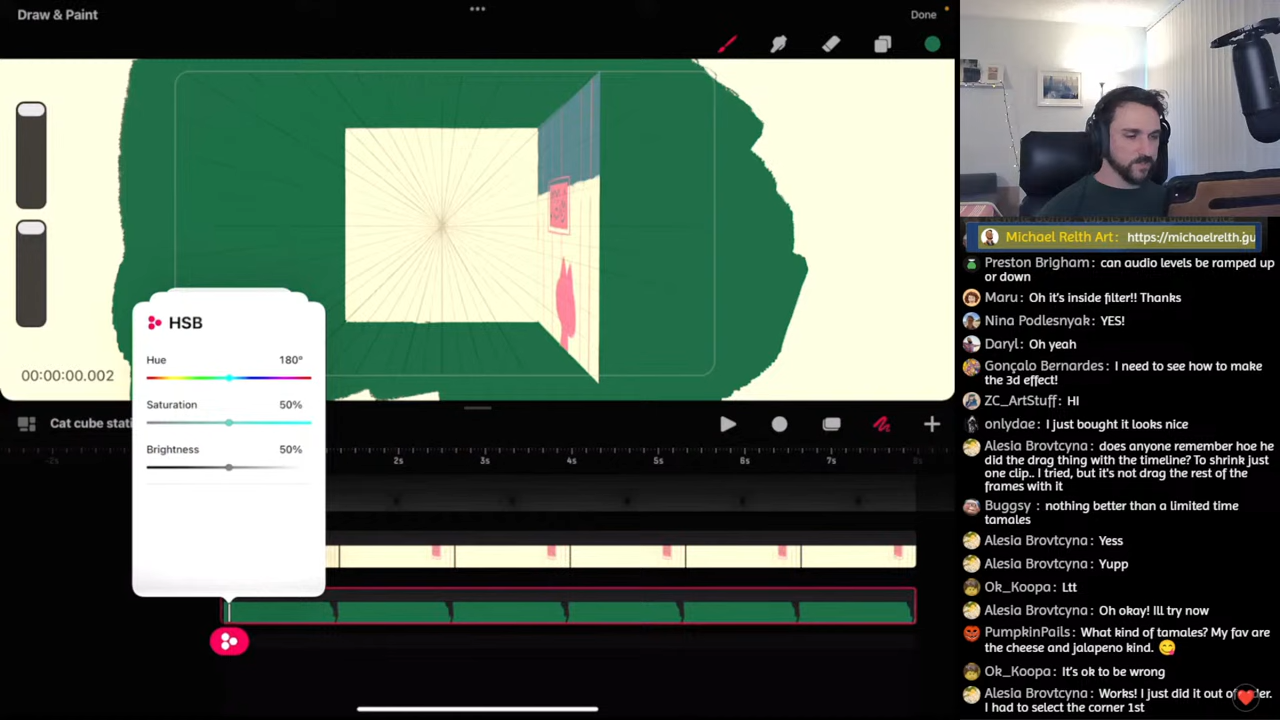 Draw & Paint
Done
HSB
Hue 180°
Saturation 50%
Brightness 50%
00:00:00.002
Cat cube stati
2s 3s 4s 5s 6s 7s 8s
Michael Relth Art: https://michaelrelth.gu
Preston Brigham: can audio levels be ramped up
or down
Maru: Oh it's inside filter!! Thanks
Nina Podlesnyak: YES!
Daryl: Oh yeah
Gonçalo Bernardes: I need to see how to make
the 3d effect!
ZC_ArtStuff: HI
onlydae: I just bought it looks nice
Alesia Brovtcyna: does anyone remember hoe he
did the drag thing with the timeline? To shrink just
one clip.. I tried, but it's not drag the rest of the
frames with it
Buggsy : nothing better than a limited time
tamales
Alesia Brovtcyna: Yess
Alesia Brovtcyna: Yupp
Ok_Koopa: Ltt
Alesia Brovtcyna: Oh okay! Ill try now
PumpkinPails: What kind of tamales? My fav are
the cheese and jalapeno kind. 😋
Ok_Koopa: It's ok to be wrong
Alesia Brovtcyna: Works! I just did it out of order.
I had to select the corner 1st